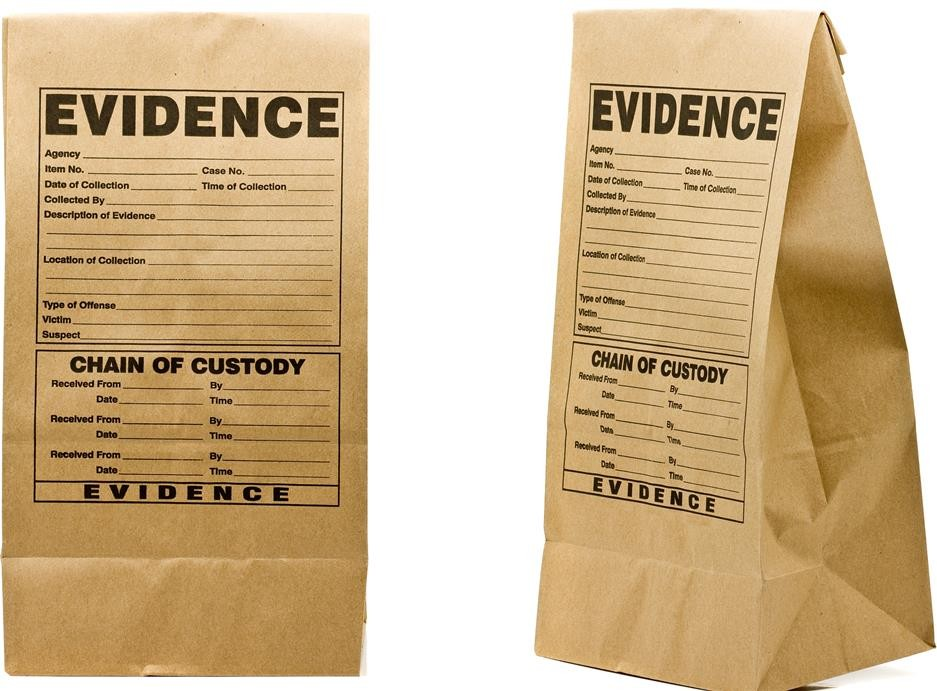 EVIDENCE
Agency
Item No. Case No.
Date of Collection Time of Collection
Collected By
Description of Evidence
Location of Collection
Type of Offense
Victim
Suspect
CHAIN OF CUSTODY
Received From By
Date Time
Received From By
Date Time
Received From By
Date Time
EVIDENCE
EVIDENCE
Agency
Item No. Case No.
Date of Collection Time of Collection
Collected By
Description of Evidence
Location of Collection
Type of Offense
Victim
Suspect
CHAIN OF CUSTODY
Received From By
Date Time
Received From By
Date Time
Received From By
Date Time
EVIDENCE